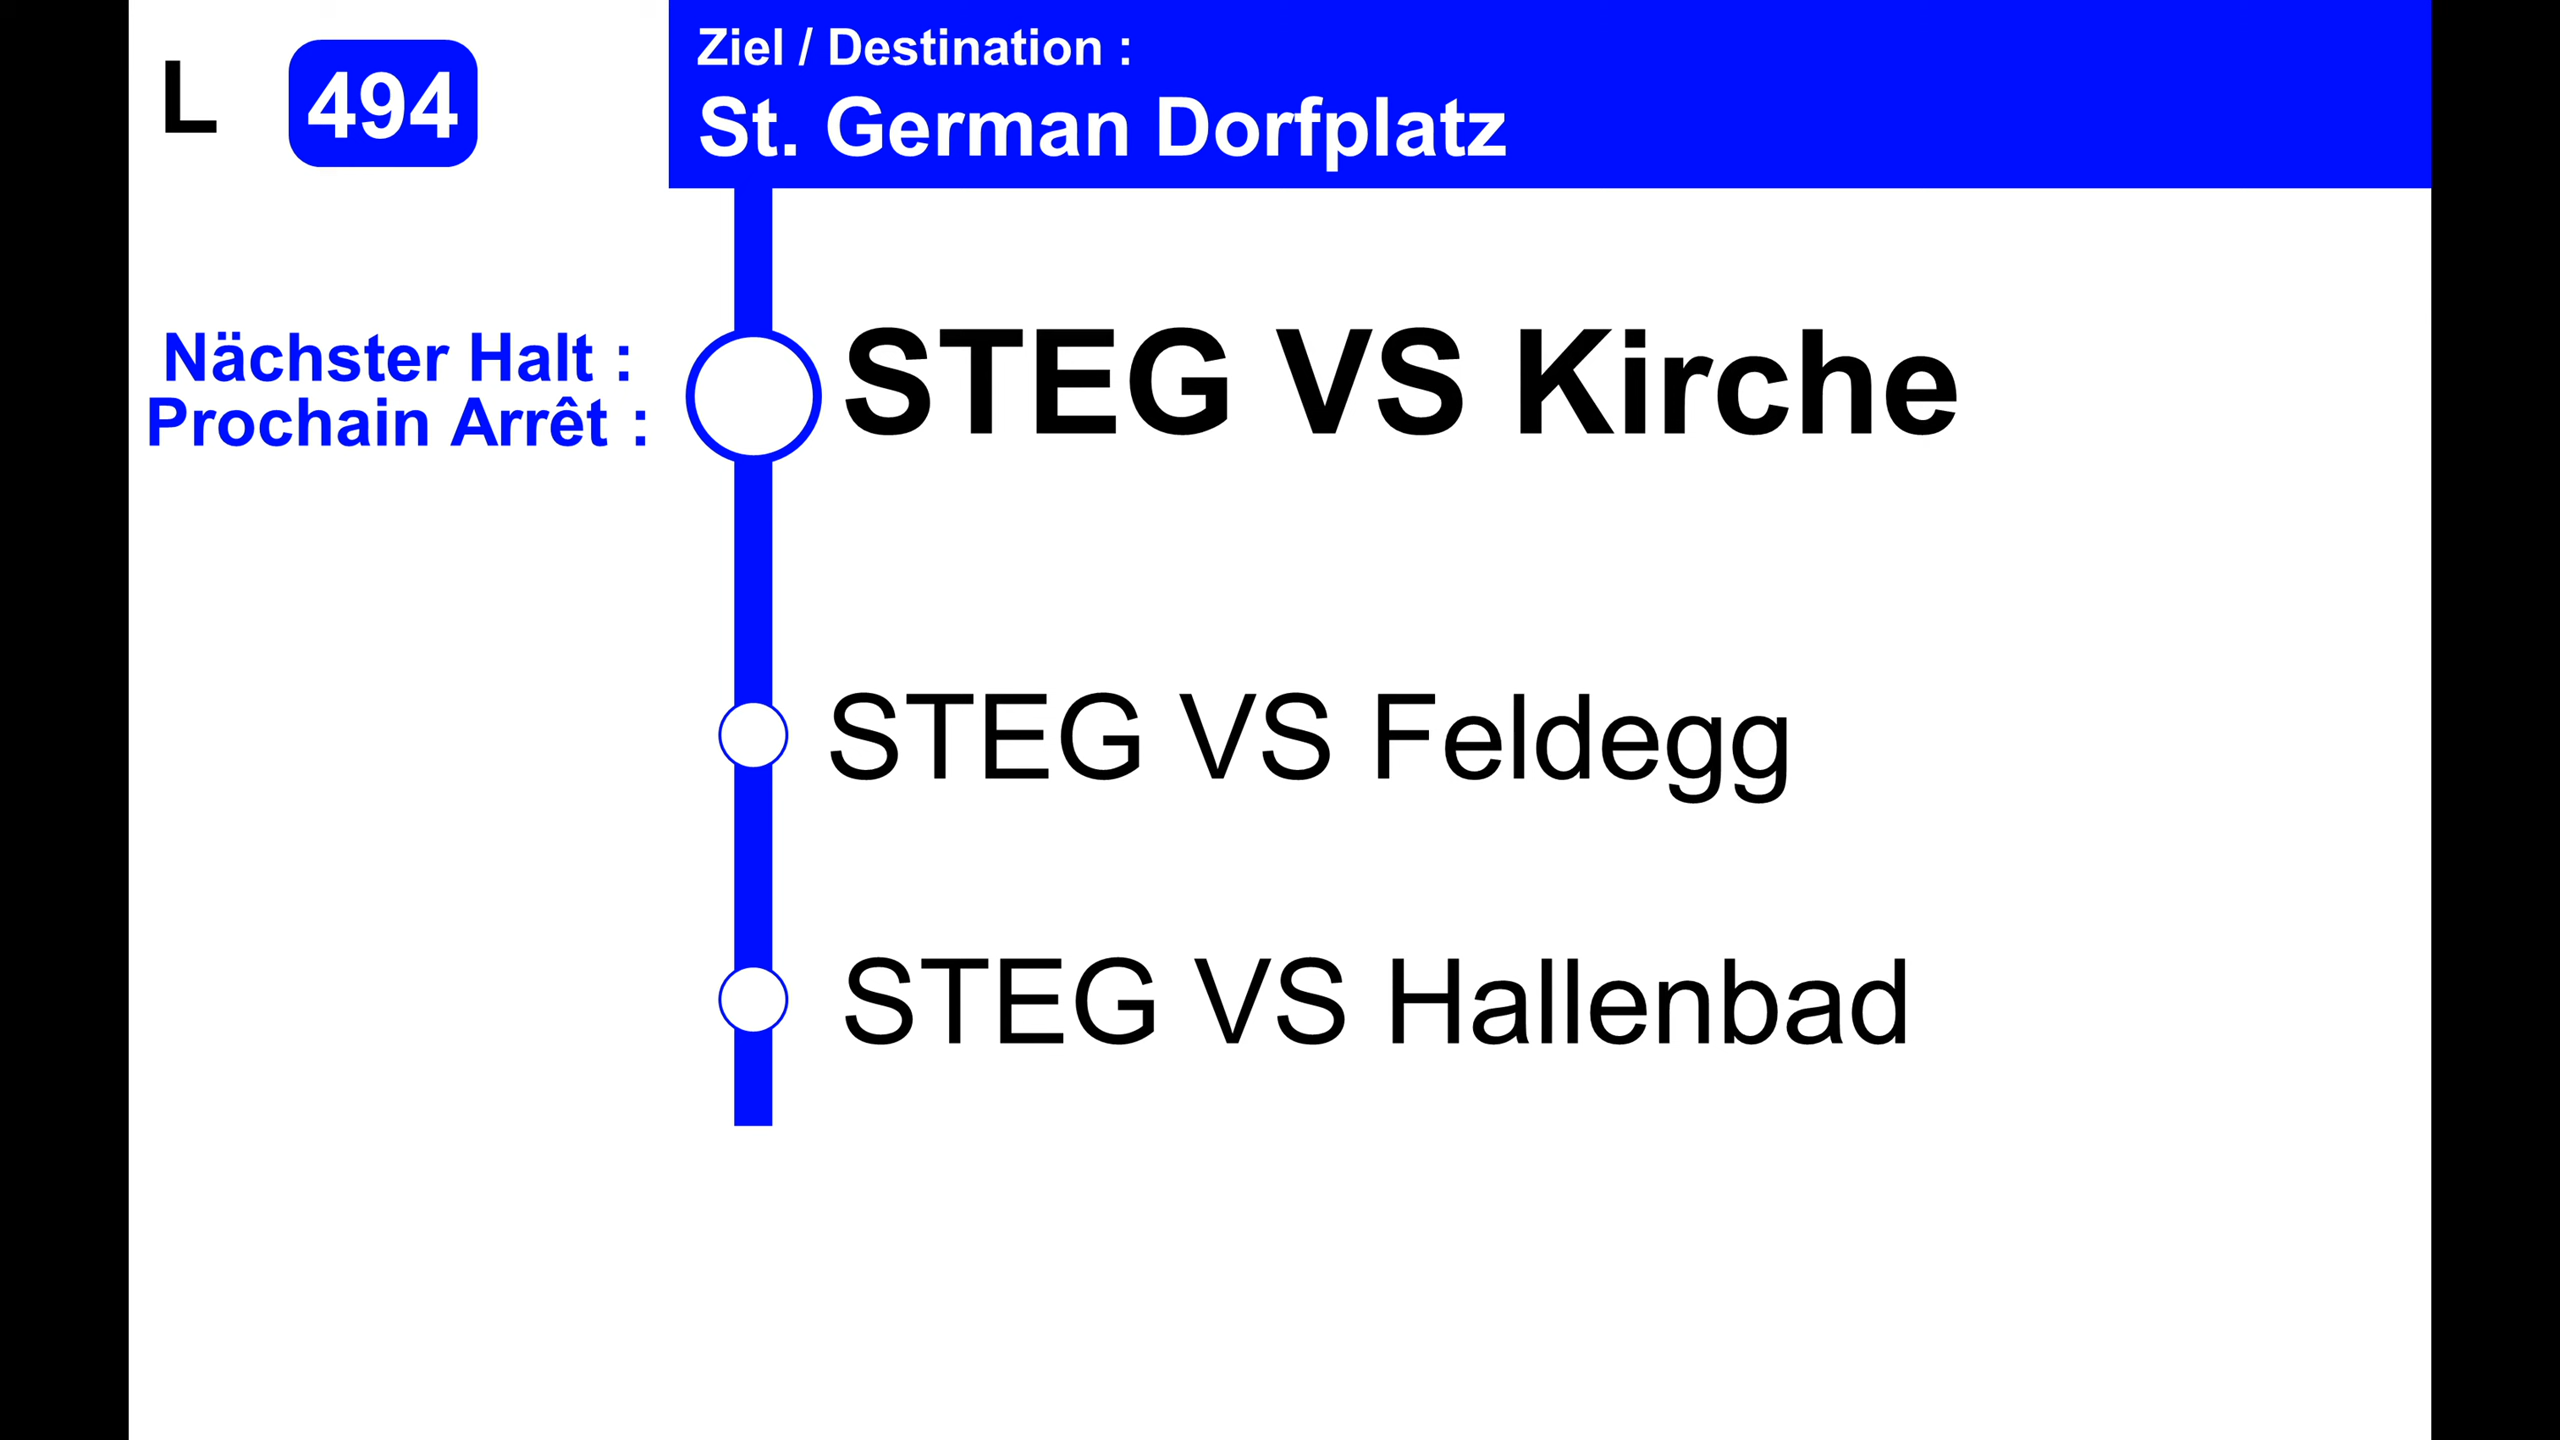 L 494
Ziel / Destination :
St. German Dorfplatz
Nächster Halt :
Prochain Arrêt :
STEG VS Kirche
STEG VS Feldegg
STEG VS Hallenbad